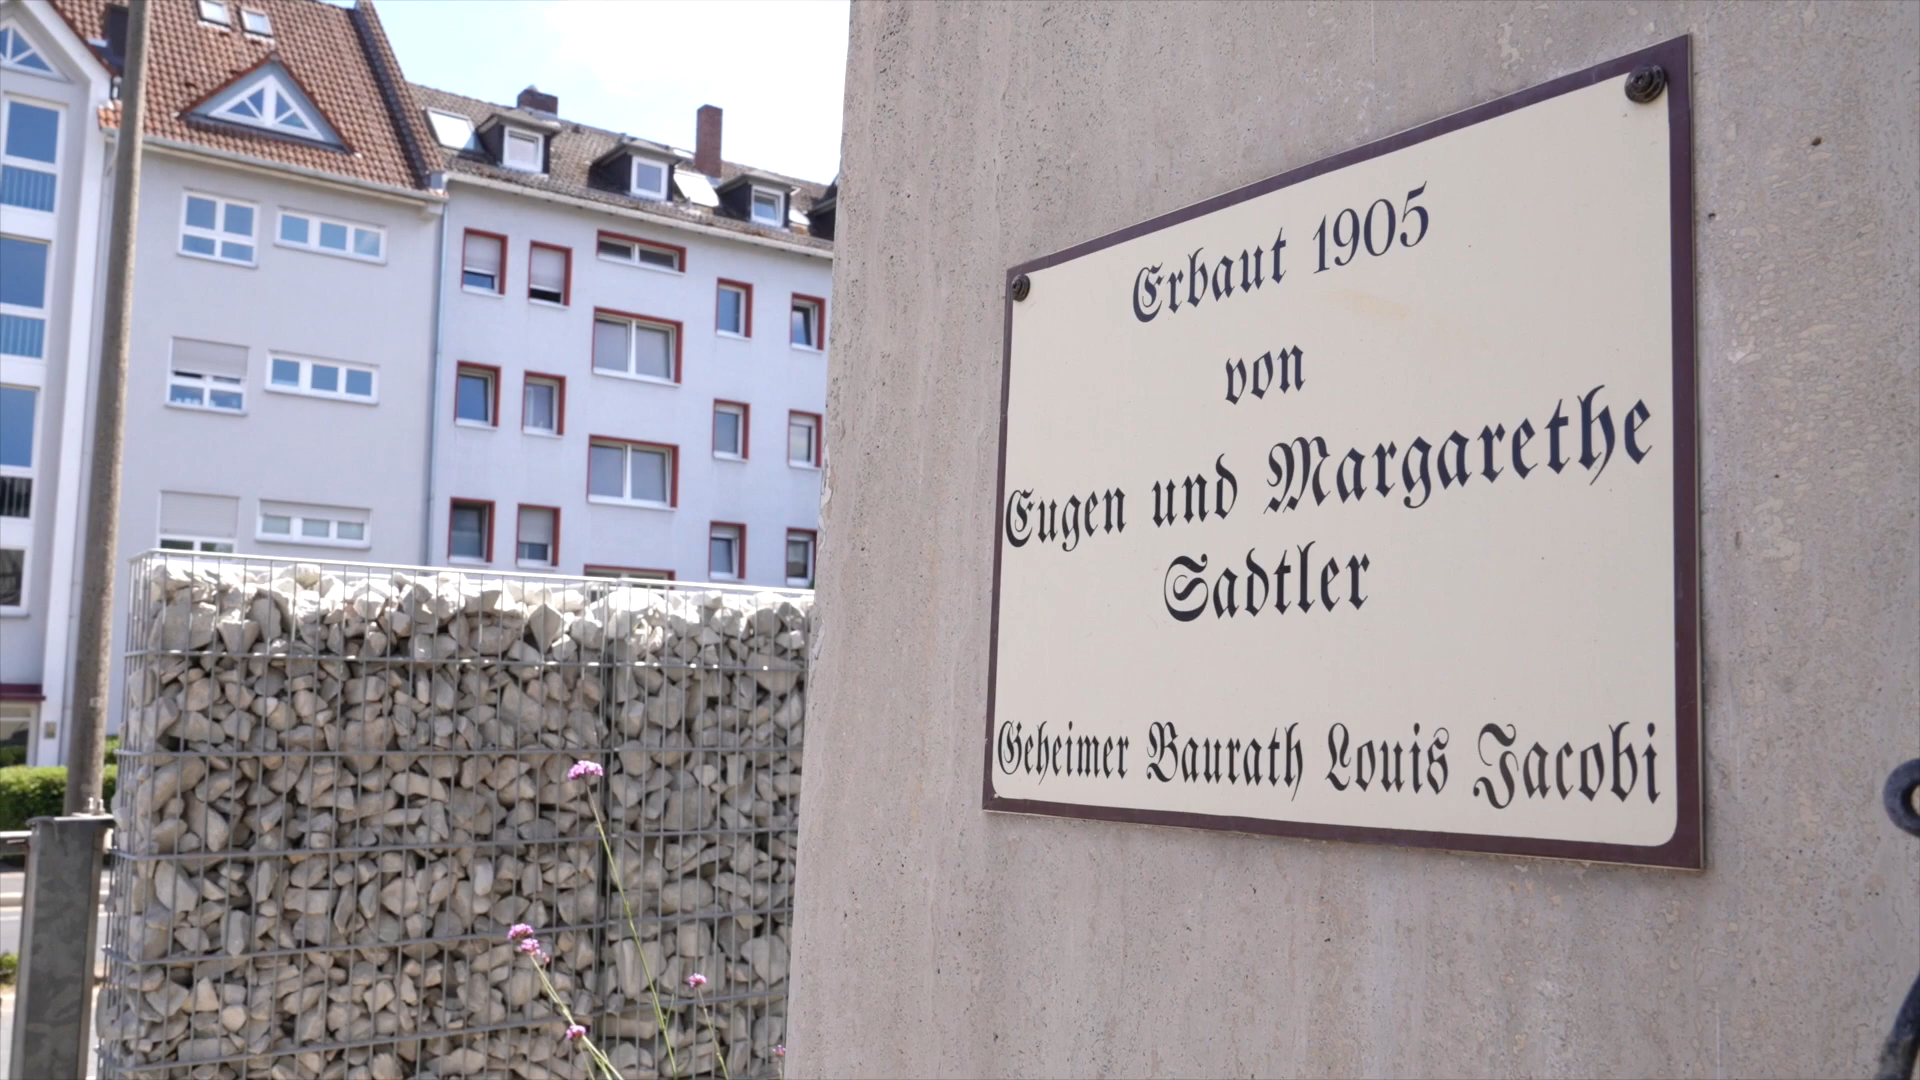 Erbaut 1905
von
Eugen und Margarethe
Sadtler
Geheimer Baurath Louis Jacobi